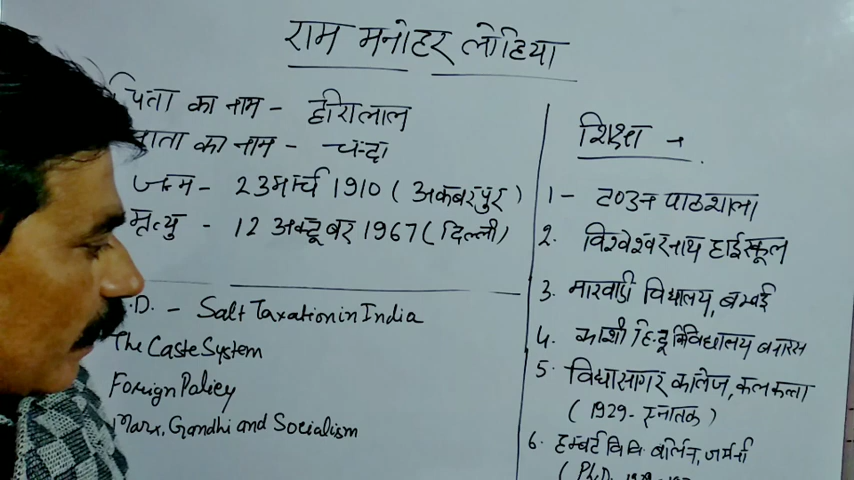 राम मनोहर लोहिया
पिता का नाम - हीरालाल
माता का नाम - चन्दा
जन्म - 23 मार्च 1910 ( अकबरपुर )
मृत्यु - 12 अक्टूबर 1967 ( दिल्ली )
.D. - Salt Taxation in India
The Caste System
Foreign Policy
Marx, Gandhi and Socialism
शिक्षा →
1- टण्डन पाठशाला
2. विश्वेश्वरनाथ हाईस्कूल
3. मारवाड़ी विद्यालय, बम्बई
4. काशी हिन्दू विश्वविद्यालय बनारस
5. विद्यासागर कालेज, कलकत्ता
( 1929 - स्नातक )
6. हम्बर्ट वि वि बर्लिन, जर्मनी
( Ph.D.